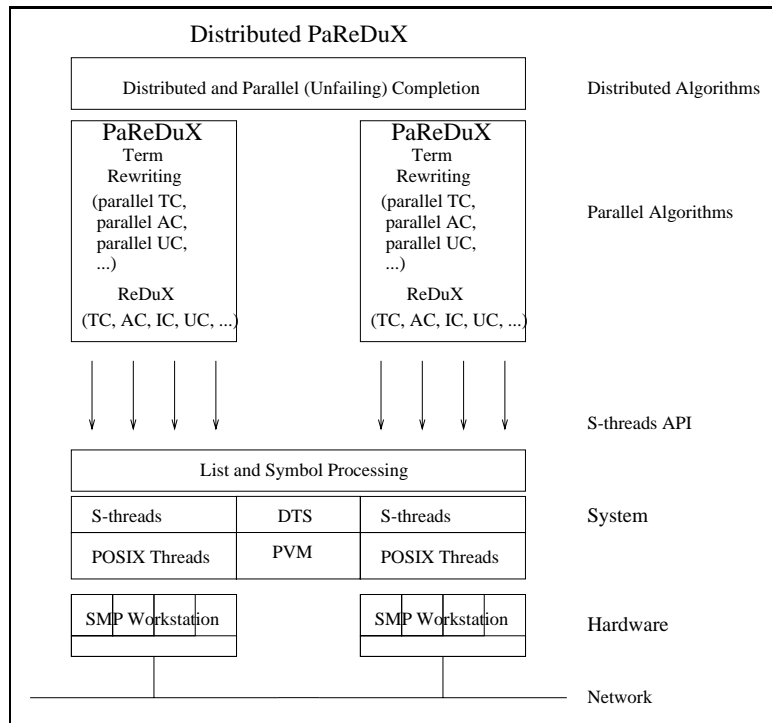 Distributed PaReDuX
Distributed and Parallel (Unfailing) Completion
Distributed Algorithms
PaReDuX
Term
Rewriting
(parallel TC,
parallel AC,
parallel UC,
...)
ReDuX
(TC, AC, IC, UC, ...)
PaReDuX
Term
Rewriting
(parallel TC,
parallel AC,
parallel UC,
...)
ReDuX
(TC, AC, IC, UC, ...)
Parallel Algorithms
S-threads API
List and Symbol Processing
S-threads
DTS
S-threads
System
POSIX Threads
PVM
POSIX Threads
SMP Workstation
SMP Workstation
Hardware
Network